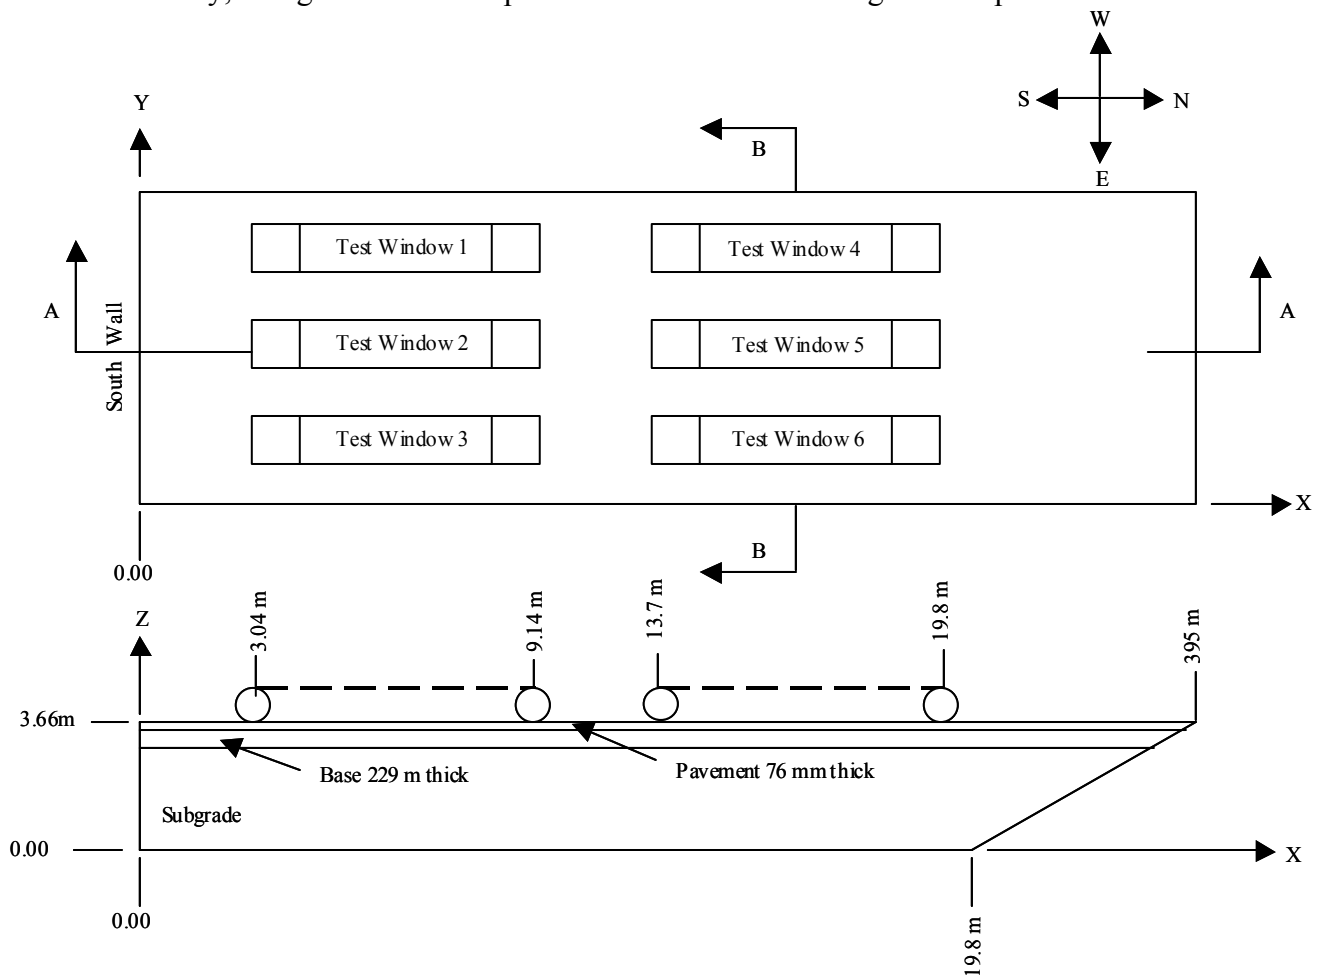 W
S
N
E
Y
B
Test Window 1
Test Window 4
A
South Wall
Test Window 2
Test Window 5
A
Test Window 3
Test Window 6
X
B
0.00
Z
3.04 m
9.14 m
13.7 m
19.8 m
395 m
3.66m
Base 229 m thick
Pavement 76 mm thick
Subgrade
0.00
X
0.00
19.8 m